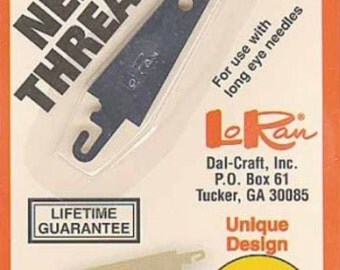 NE
THREA
LoRan
For use with
long eye needles
LoRan®
Dal-Craft, Inc.
P.O. Box 61
Tucker, GA 30085
LIFETIME
GUARANTEE
Unique
Design